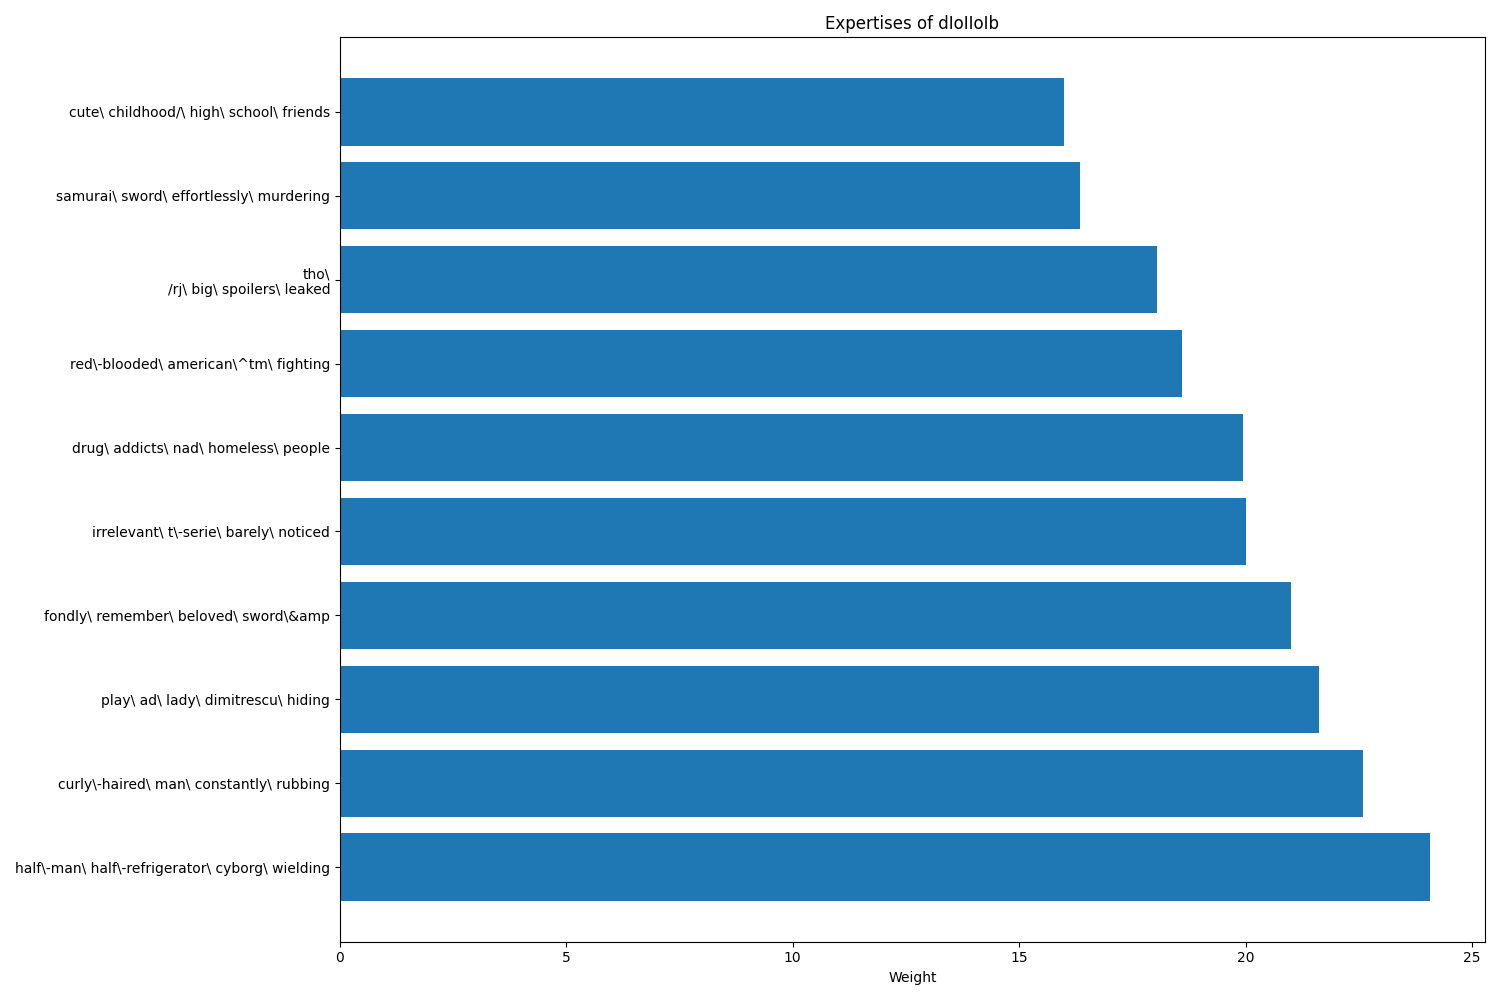 Expertises of dIoIIoIb
cute\ childhood/\ high\ school\ friends
samurai\ sword\ effortlessly\ murdering
tho\
/rj\ big\ spoilers\ leaked
red\-blooded\ american\^tm\ fighting
drug\ addicts\ nad\ homeless\ people
irrelevant\ t\-serie\ barely\ noticed
fondly\ remember\ beloved\ sword\&amp
play\ ad\ lady\ dimitrescu\ hiding
curly\-haired\ man\ constantly\ rubbing
half\-man\ half\-refrigerator\ cyborg\ wielding
0 5 10 15 20 25
Weight